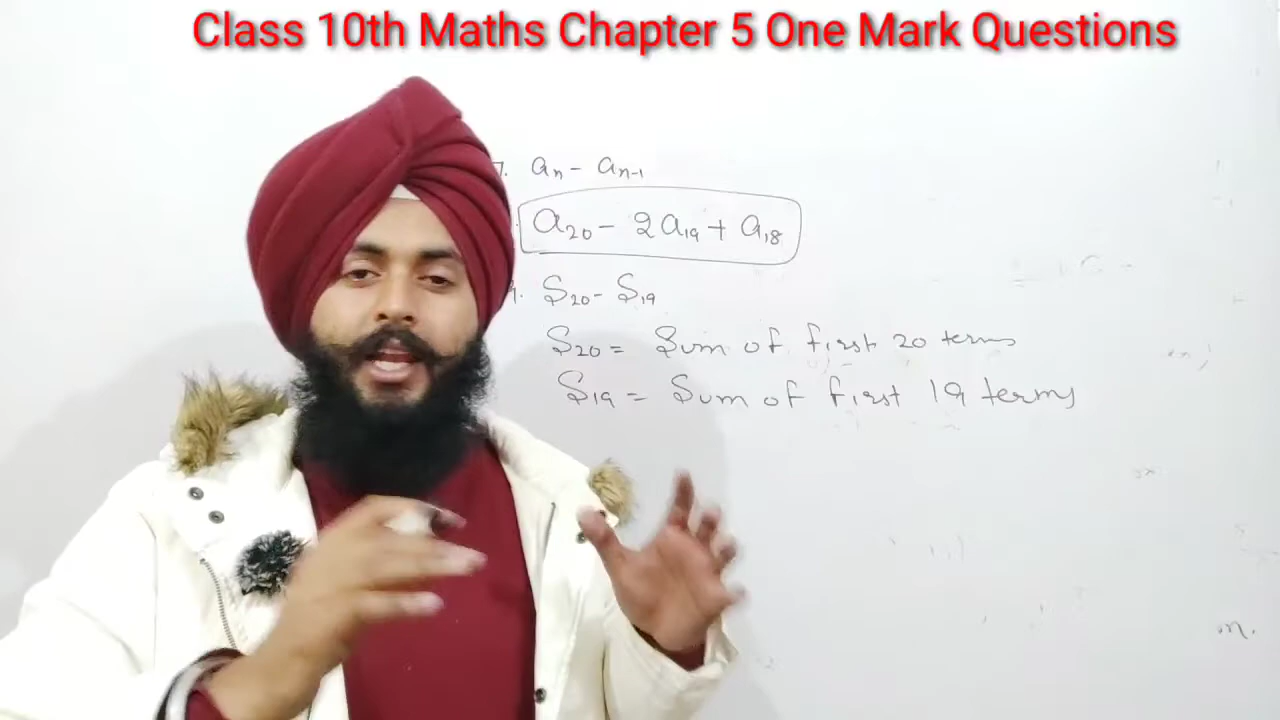 Class 10th Maths Chapter 5 One Mark Questions
7. aₙ - aₙ₋₁
a₂₀ - 2a₁₉ + a₁₈
S₂₀ - S₁₉
S₂₀ = Sum of first 20 terms
S₁₉ = Sum of first 19 terms
m.